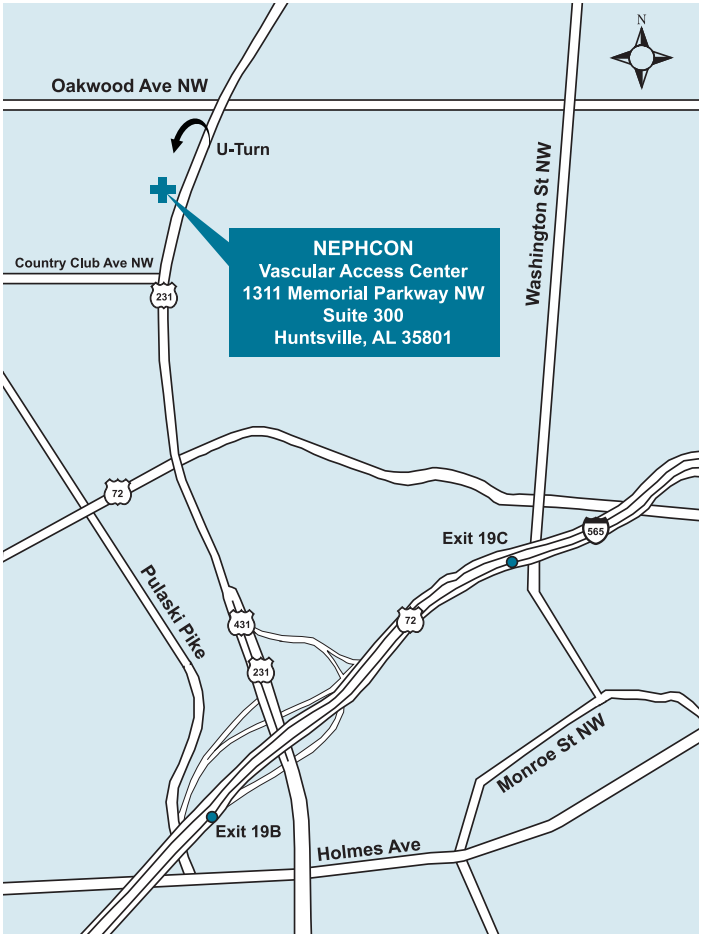 N
Oakwood Ave NW
U-Turn
Washington St NW
NEPHCON
Vascular Access Center
1311 Memorial Parkway NW
Suite 300
Huntsville, AL 35801
Country Club Ave NW
231
72
565
Exit 19C
Pulaski Pike
431
72
231
Monroe St NW
Exit 19B
Holmes Ave